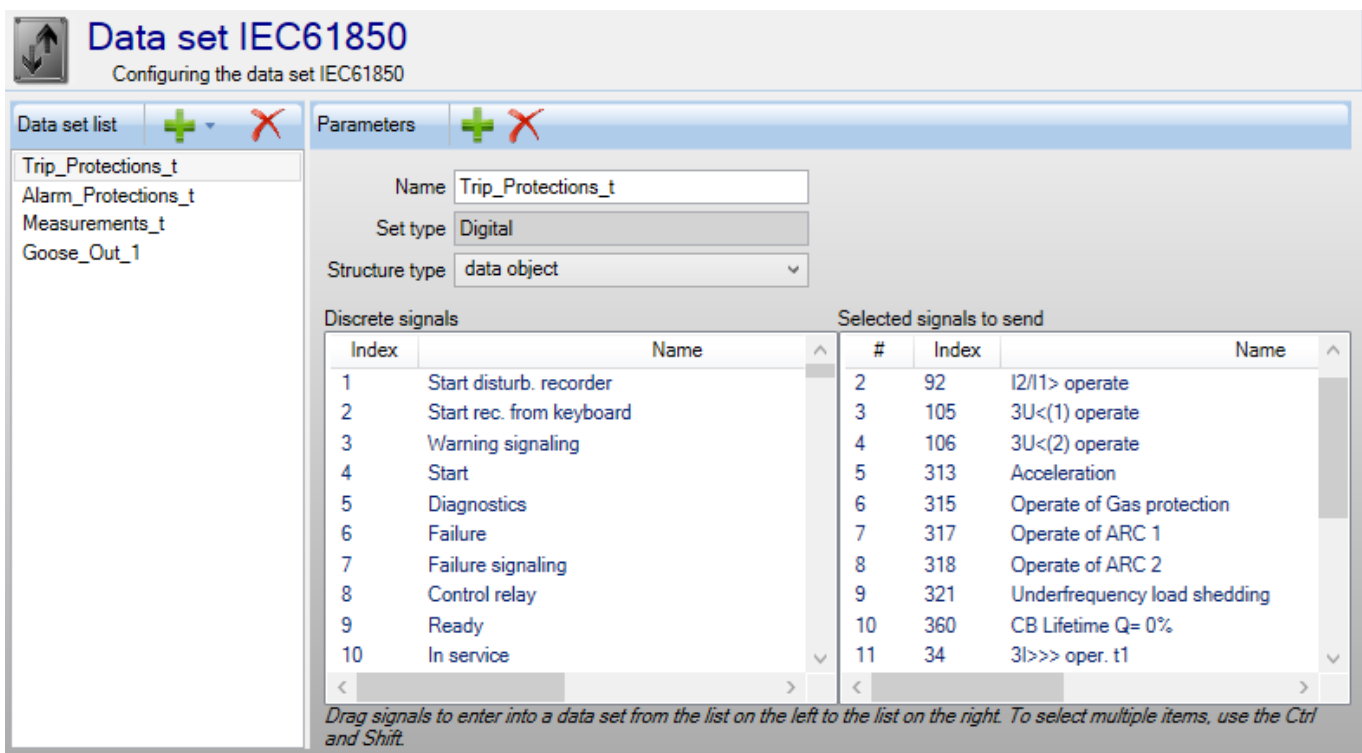 Data set IEC61850
Configuring the data set IEC61850
Data set list
Parameters
Trip_Protections_t
Alarm_Protections_t
Measurements_t
Goose_Out_1
Name Trip_Protections_t
Set type Digital
Structure type data object
Discrete signals
Index Name
1 Start disturb. recorder
2 Start rec. from keyboard
3 Warning signaling
4 Start
5 Diagnostics
6 Failure
7 Failure signaling
8 Control relay
9 Ready
10 In service
Selected signals to send
# Index Name
2 92 I2/I1> operate
3 105 3U<(1) operate
4 106 3U<(2) operate
5 313 Acceleration
6 315 Operate of Gas protection
7 317 Operate of ARC 1
8 318 Operate of ARC 2
9 321 Underfrequency load shedding
10 360 CB Lifetime Q= 0%
11 34 3I>>> oper. t1
Drag signals to enter into a data set from the list on the left to the list on the right. To select multiple items, use the Ctrl
and Shift.